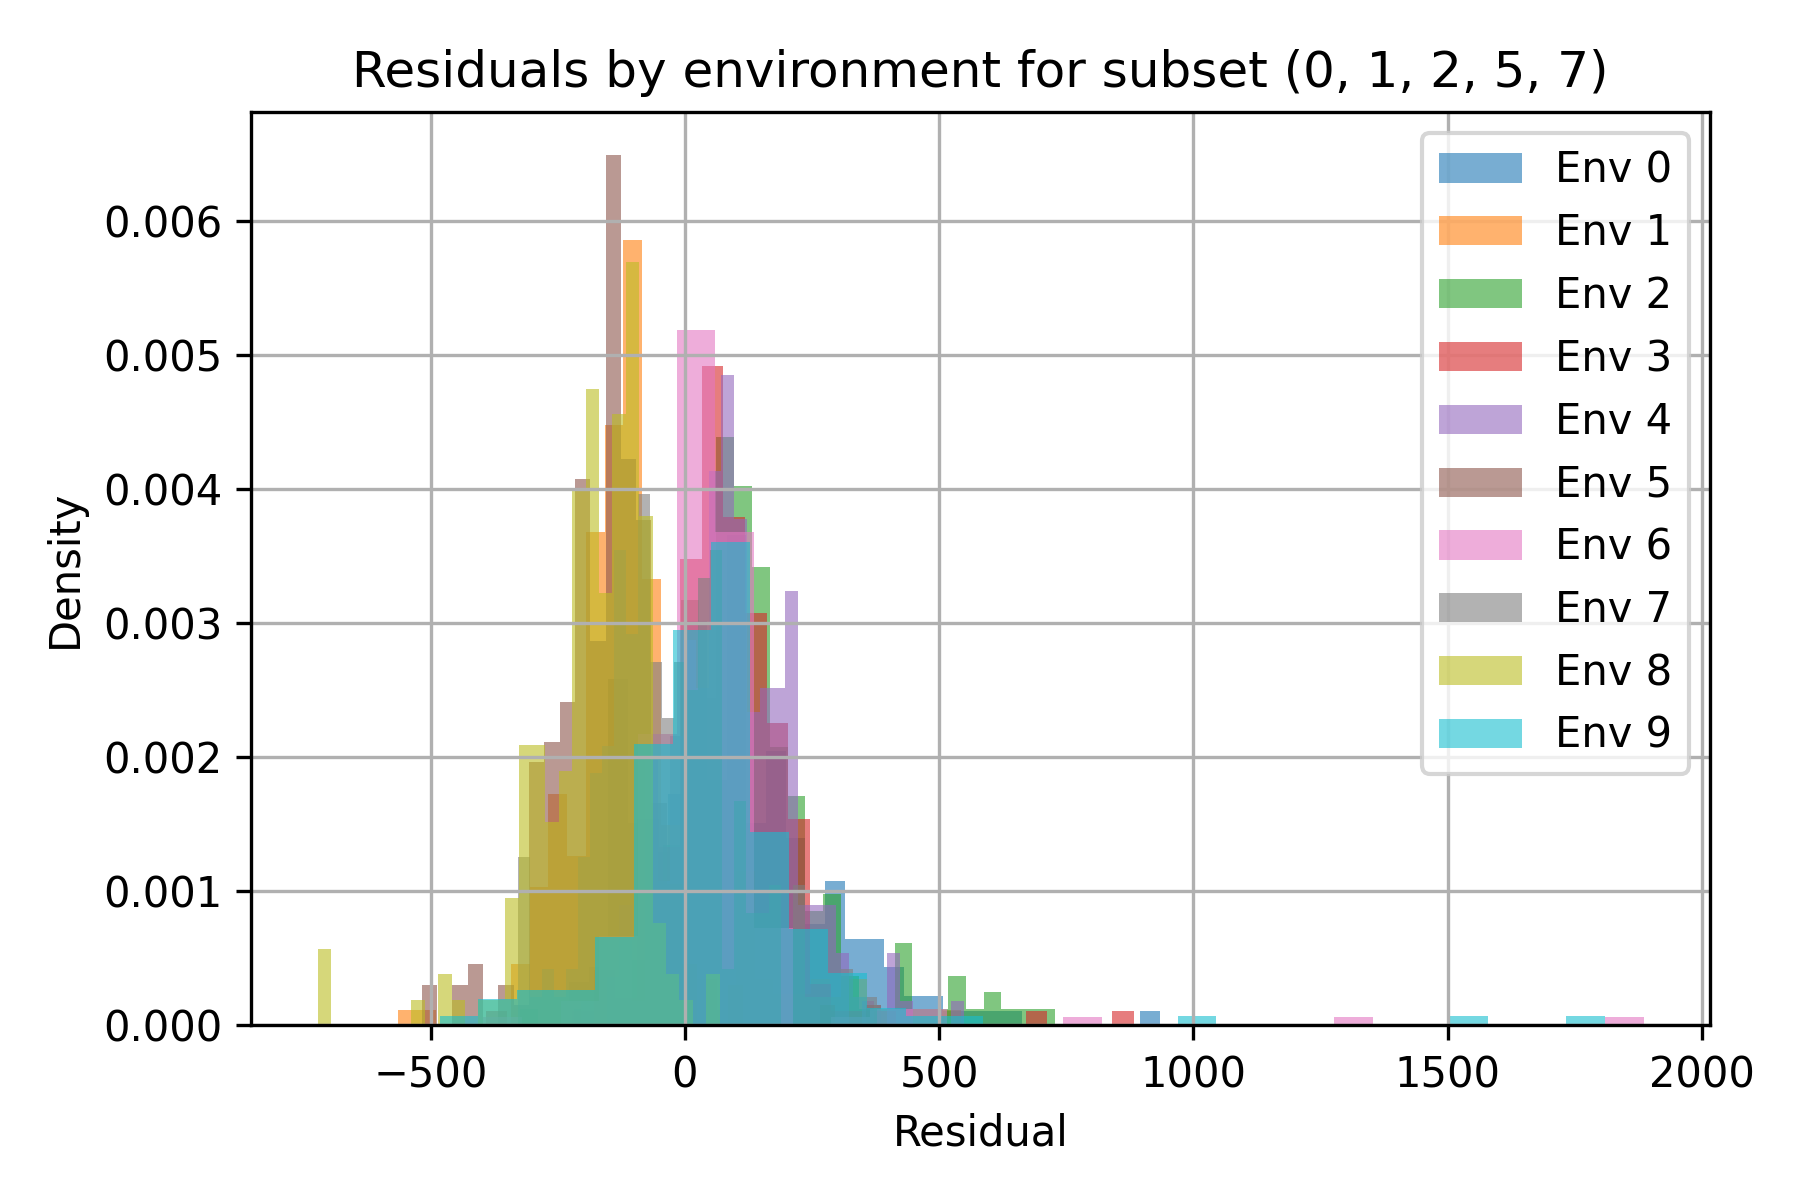 Residuals by environment for subset (0, 1, 2, 5, 7)
Density
0.006
0.005
0.004
0.003
0.002
0.001
0.000
−500
0
500
1000
1500
2000
Residual
Env 0
Env 1
Env 2
Env 3
Env 4
Env 5
Env 6
Env 7
Env 8
Env 9